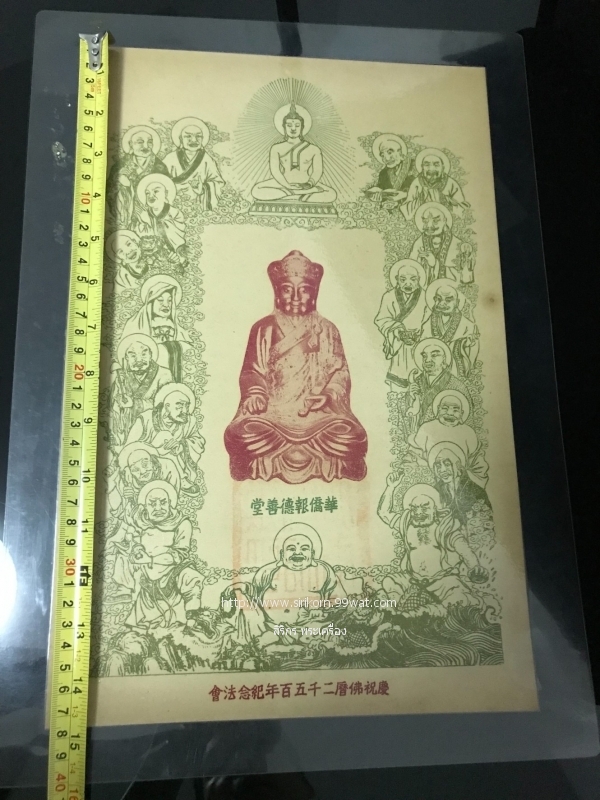 華僑報德善堂
http://www.sirikorn.99wat.com
สิริกร พระเครื่อง
慶祝佛曆二千五百年紀念法會